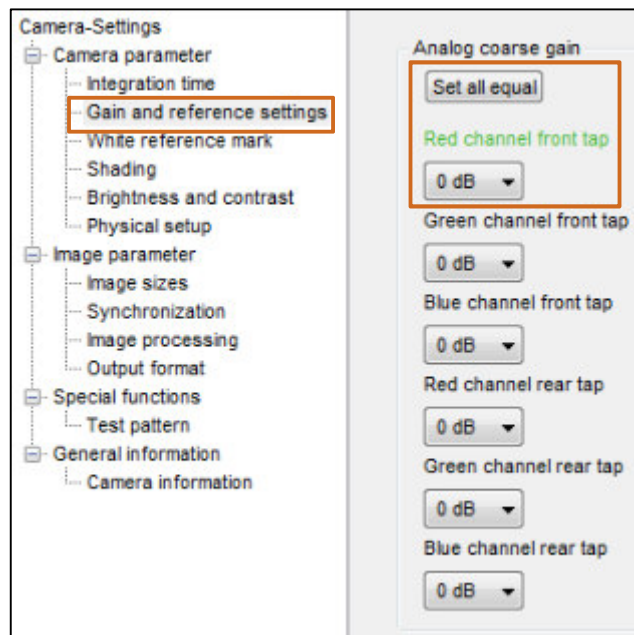 Camera-Settings
Camera parameter
Integration time
Gain and reference settings
White reference mark
Shading
Brightness and contrast
Physical setup
Image parameter
Image sizes
Synchronization
Image processing
Output format
Special functions
Test pattern
General information
Camera information
Analog coarse gain
Set all equal
Red channel front tap
0 dB
Green channel front tap
0 dB
Blue channel front tap
0 dB
Red channel rear tap
0 dB
Green channel rear tap
0 dB
Blue channel rear tap
0 dB